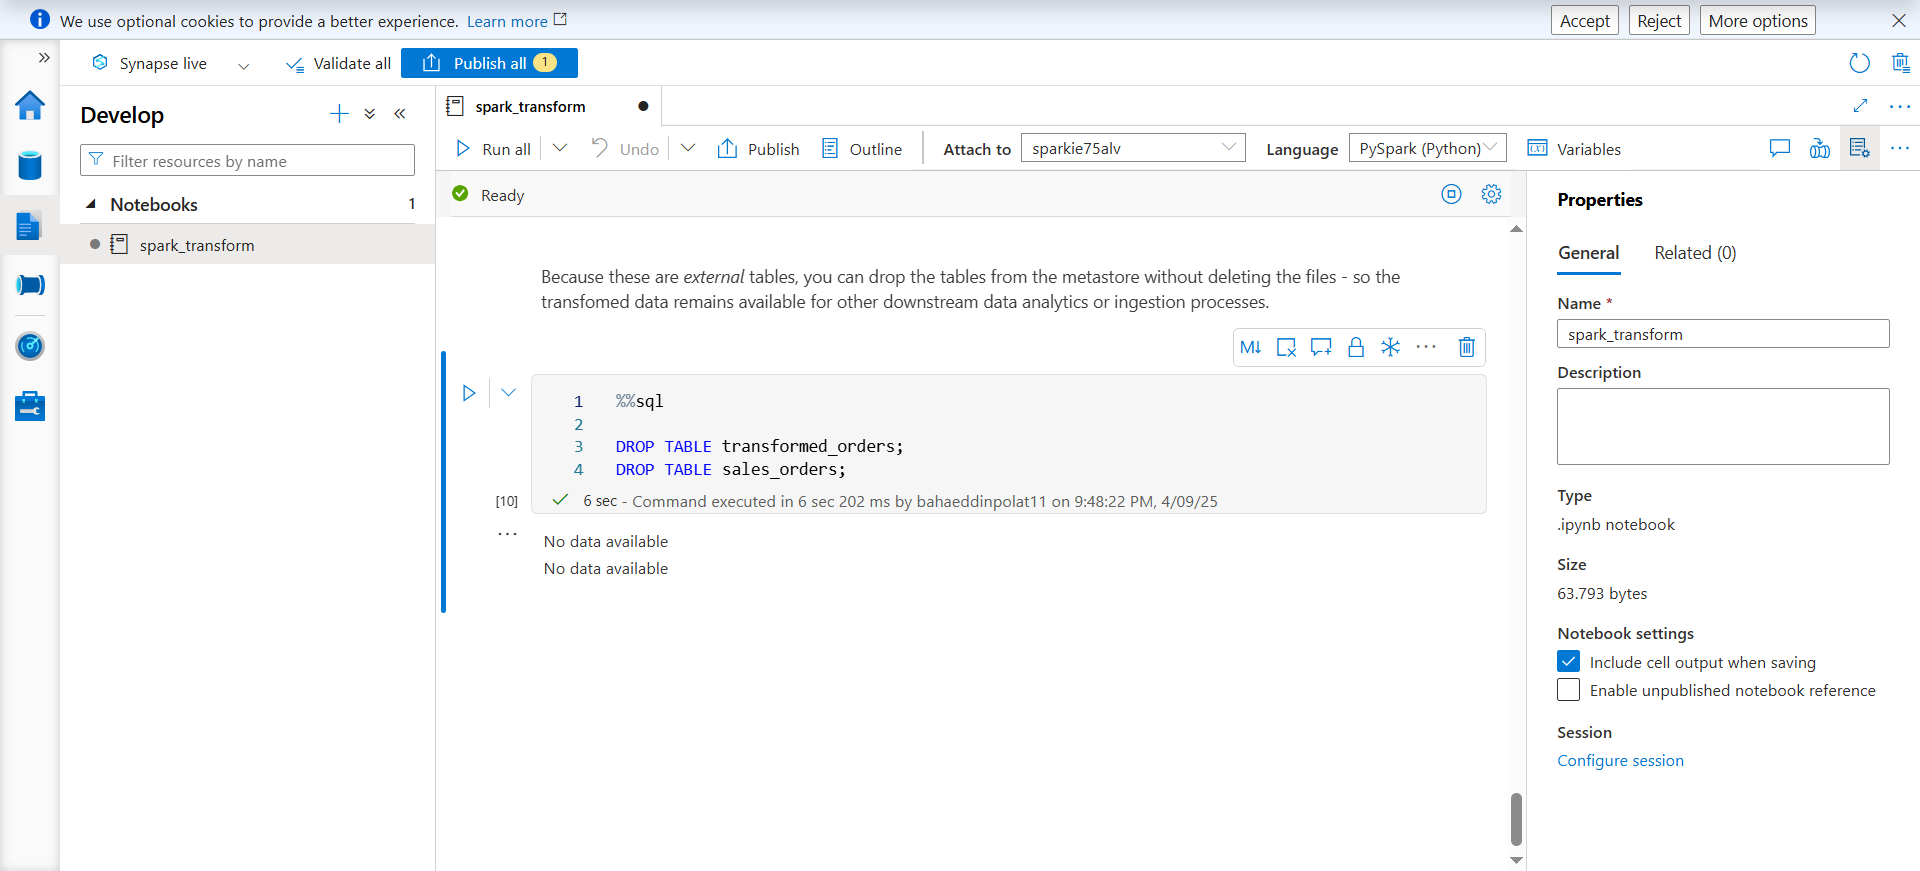 We use optional cookies to provide a better experience. Learn more
Accept
Reject
More options
Synapse live
Validate all
Publish all 1
Develop
Filter resources by name
Notebooks 1
spark_transform
spark_transform
Run all
Undo
Publish
Outline
Attach to sparkie75alv
Language PySpark (Python)
Variables
Ready
Because these are external tables, you can drop the tables from the metastore without deleting the files - so the
transfomed data remains available for other downstream data analytics or ingestion processes.
M↓
1 %%sql
2
3 DROP TABLE transformed_orders;
4 DROP TABLE sales_orders;
[10] 6 sec - Command executed in 6 sec 202 ms by bahaeddinpolat11 on 9:48:22 PM, 4/09/25
No data available
No data available
Properties
General Related (0)
Name *
spark_transform
Description
Type
.ipynb notebook
Size
63.793 bytes
Notebook settings
Include cell output when saving
Enable unpublished notebook reference
Session
Configure session